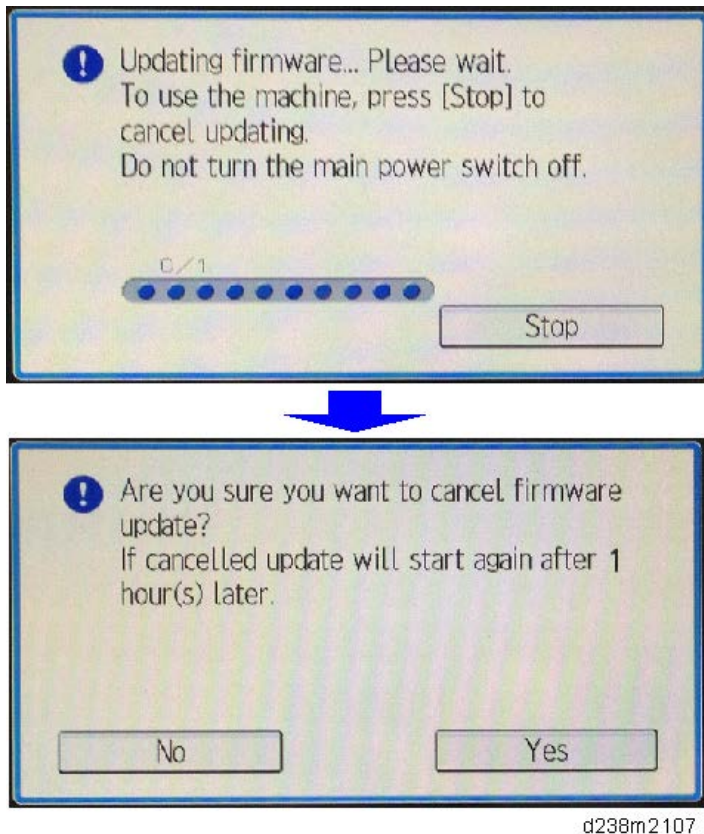 Updating firmware... Please wait.
To use the machine, press [Stop] to
cancel updating.
Do not turn the main power switch off.
0/1
Stop
Are you sure you want to cancel firmware
update?
If cancelled update will start again after 1
hour(s) later.
No
Yes
d238m2107